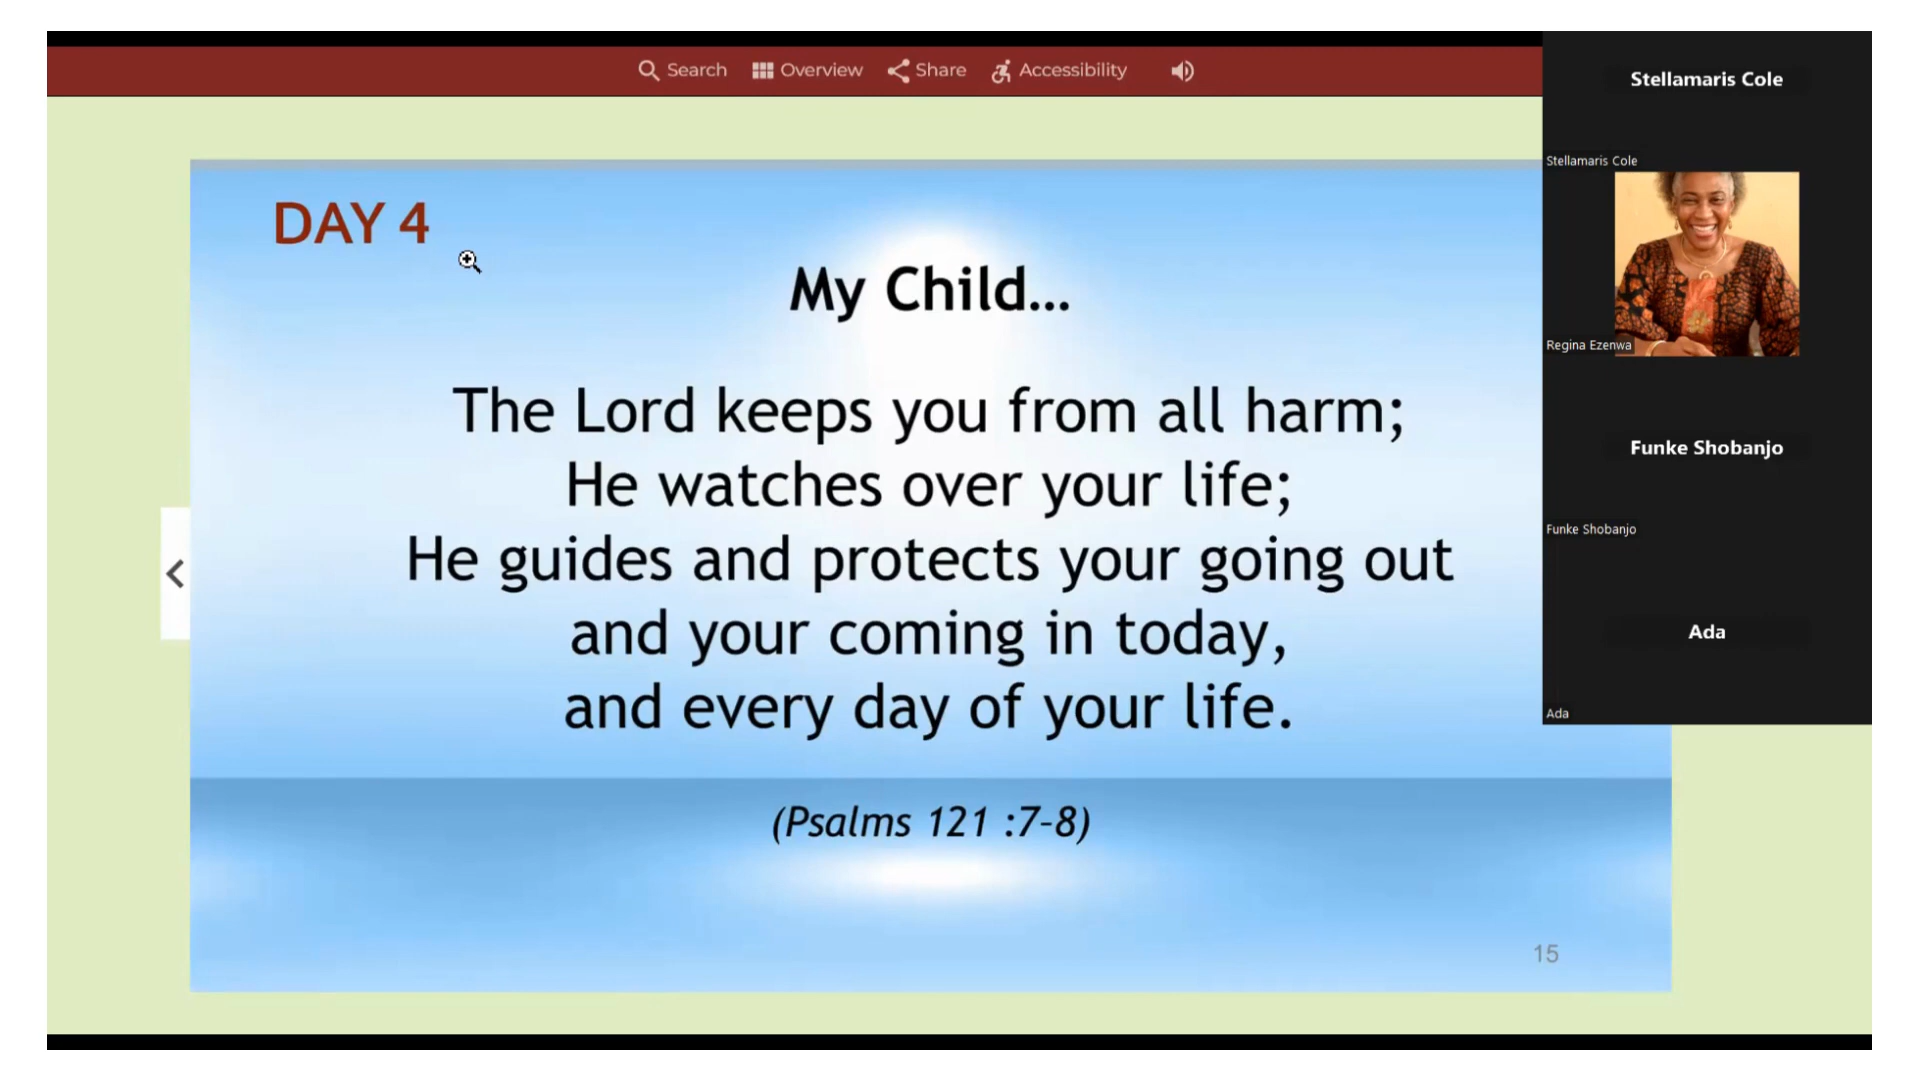 Search Overview Share Accessibility
DAY 4
My Child...
The Lord keeps you from all harm;
He watches over your life;
He guides and protects your going out
and your coming in today,
and every day of your life.
(Psalms 121 :7–8)
15
Stellamaris Cole
Stellamaris Cole
Regina Ezenwa
Funke Shobanjo
Funke Shobanjo
Ada
Ada